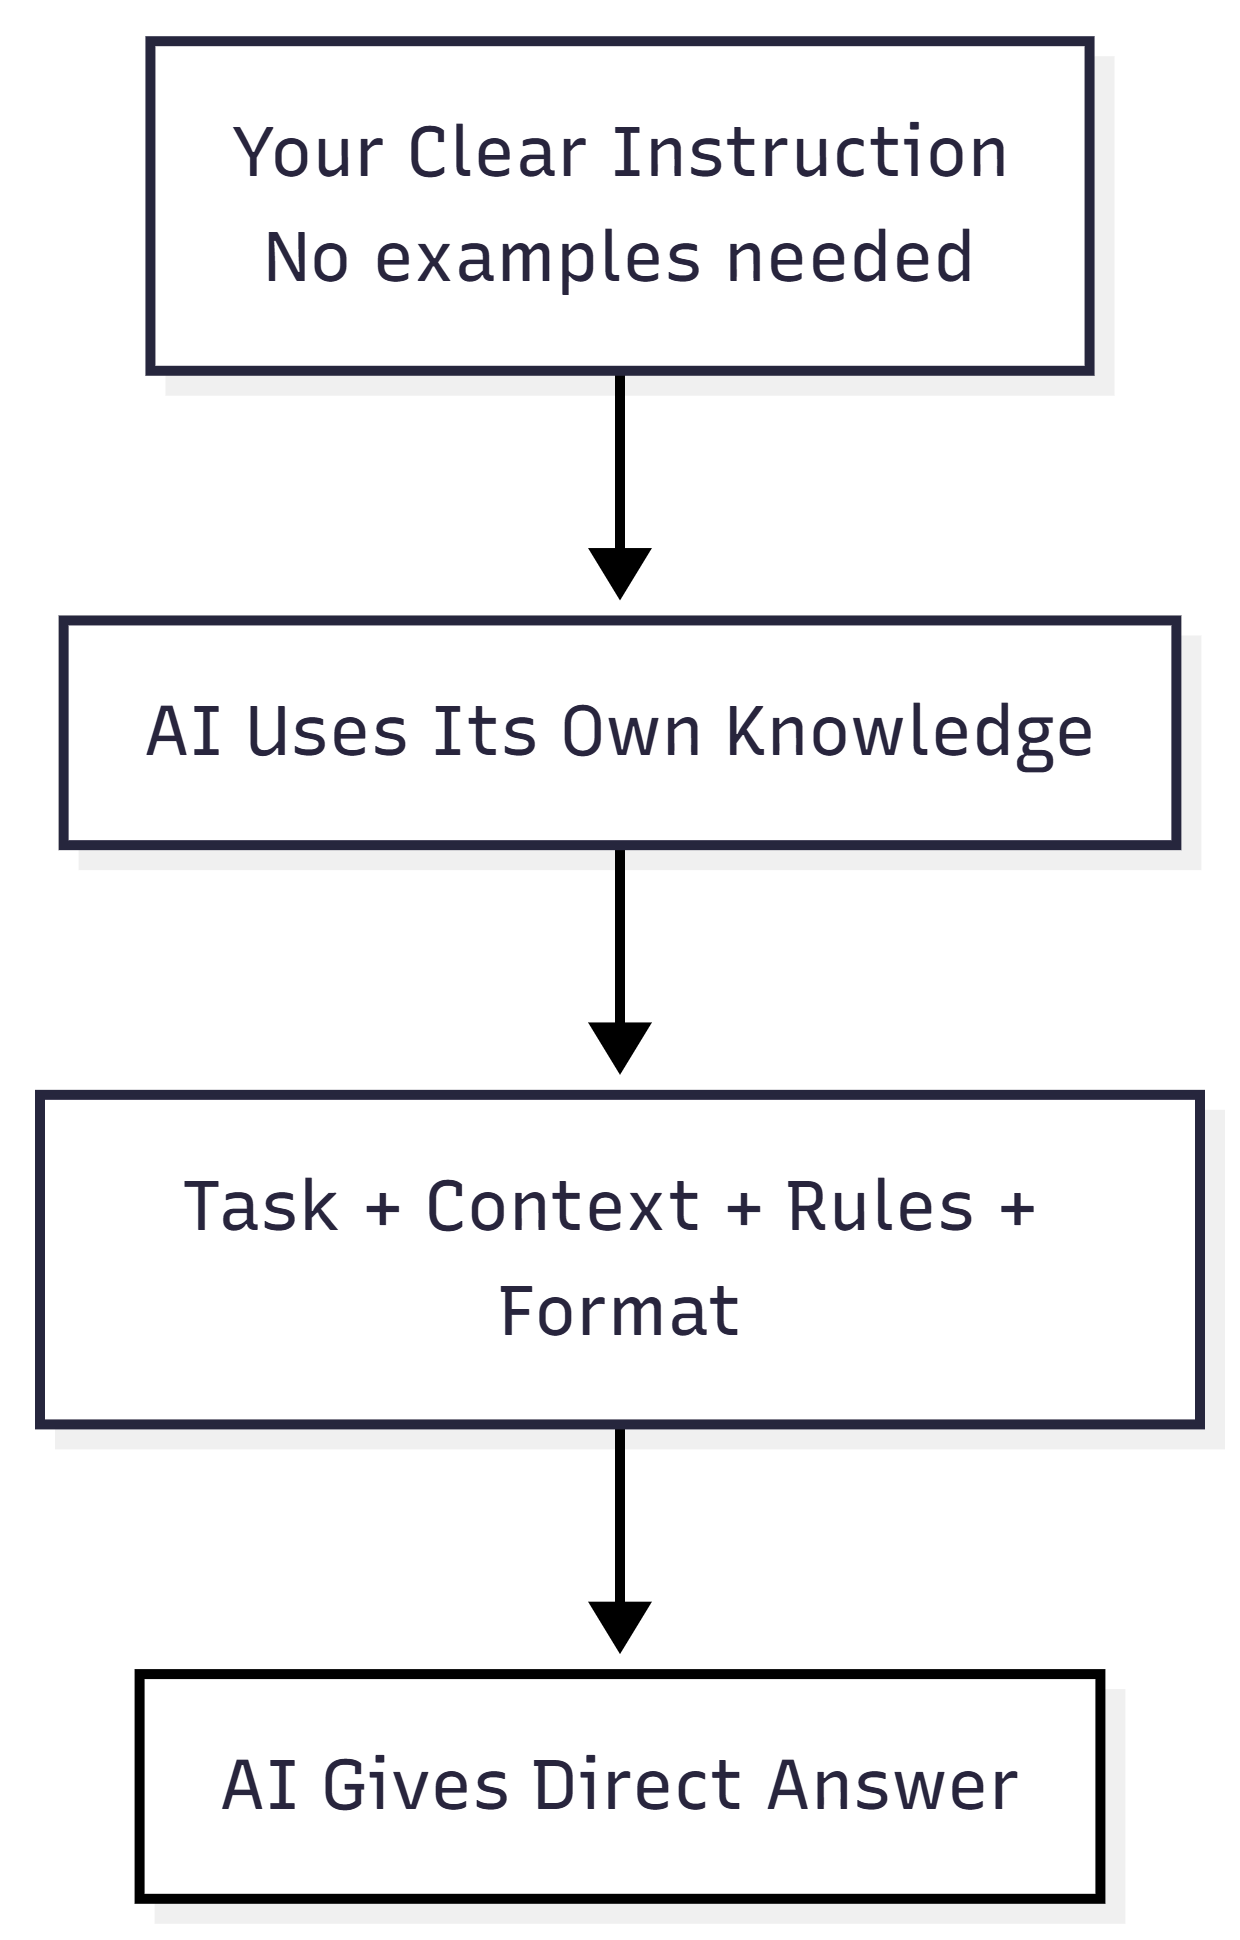 Your Clear Instruction
No examples needed
AI Uses Its Own Knowledge
Task + Context + Rules +
Format
AI Gives Direct Answer